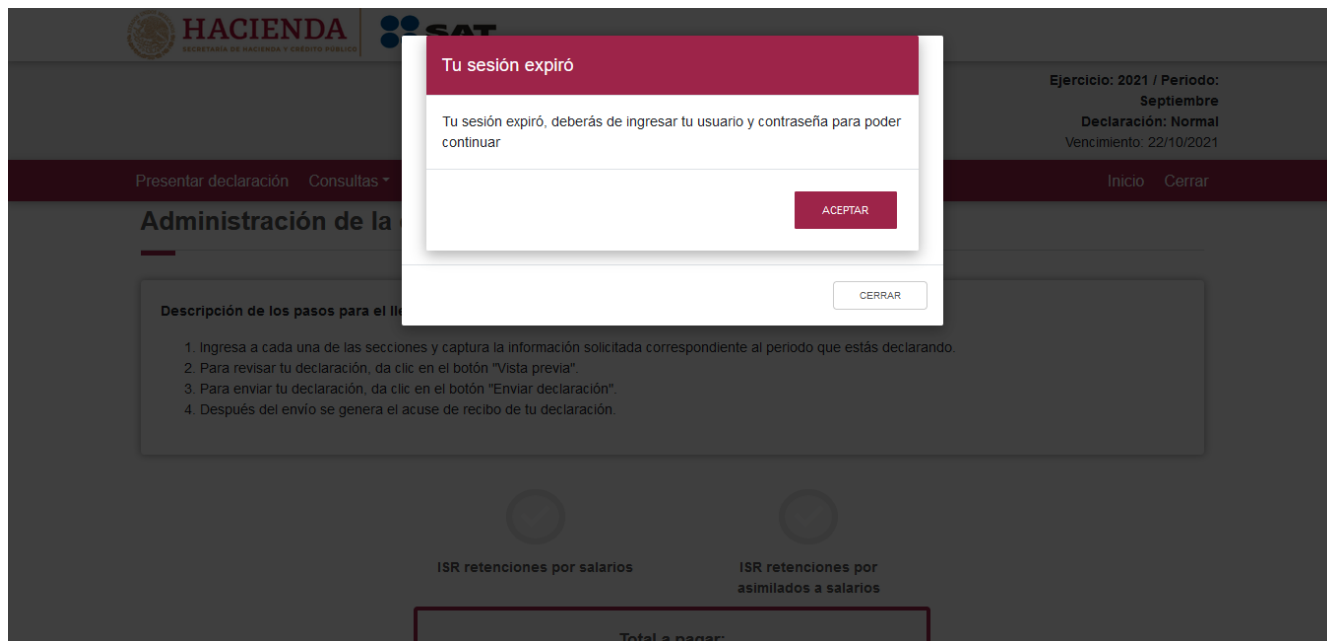 HACIENDA
SECRETARÍA DE HACIENDA Y CRÉDITO PÚBLICO
SAT
Tu sesión expiró
Tu sesión expiró, deberás de ingresar tu usuario y contraseña para poder
continuar
ACEPTAR
CERRAR
Ejercicio: 2021 / Periodo:
Septiembre
Declaración: Normal
Vencimiento: 22/10/2021
Presentar declaración Consultas Inicio Cerrar
Administración de la
Descripción de los pasos para el
1. Ingresa a cada una de las secciones y captura la información solicitada correspondiente al periodo que estás declarando.
2. Para revisar tu declaración, da clic en el botón "Vista previa".
3. Para enviar tu declaración, da clic en el botón "Enviar declaración".
4. Después del envío se genera el acuse de recibo de tu declaración.
ISR retenciones por salarios
ISR retenciones por
asimilados a salarios
Total a pagar: